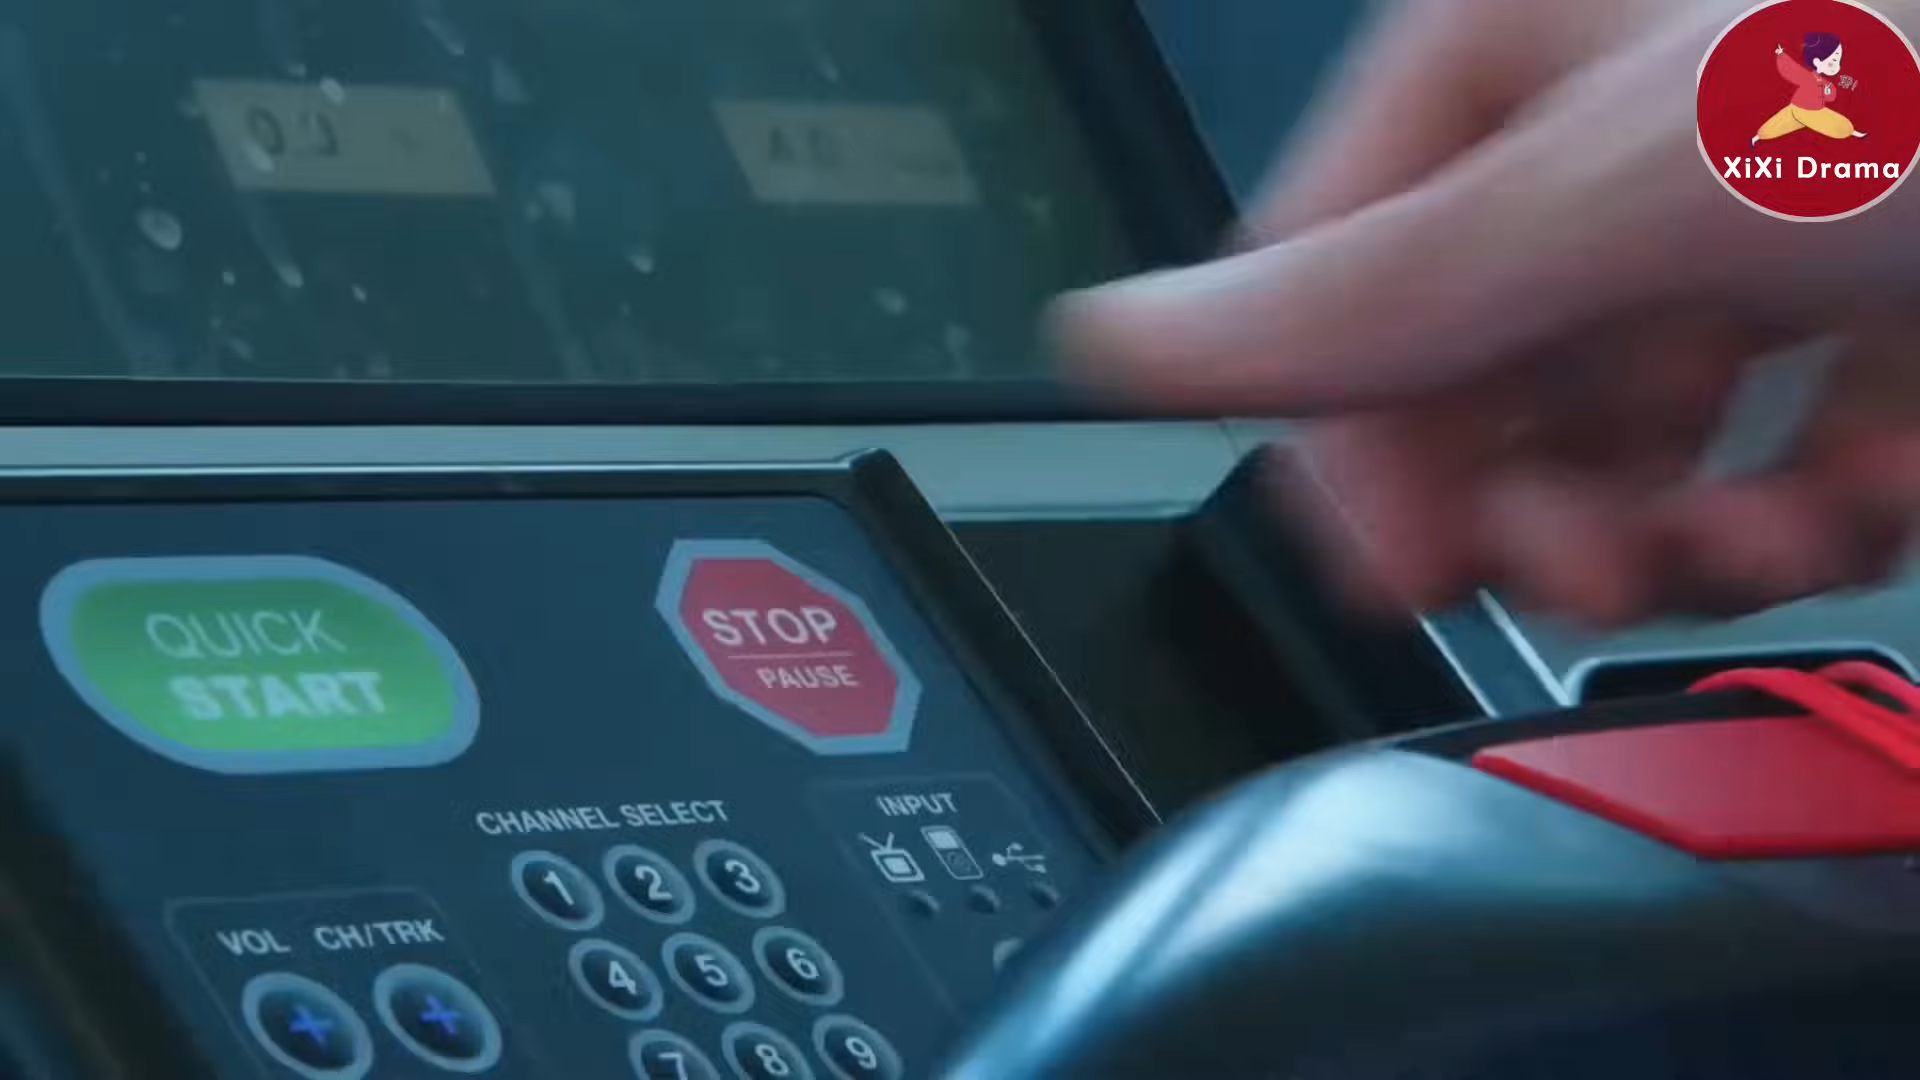 XiXi Drama
QUICK
START
STOP
PAUSE
CHANNEL SELECT
INPUT
1 2 3
VOL CH/TRK
4 5 6
+ +
7 8 9